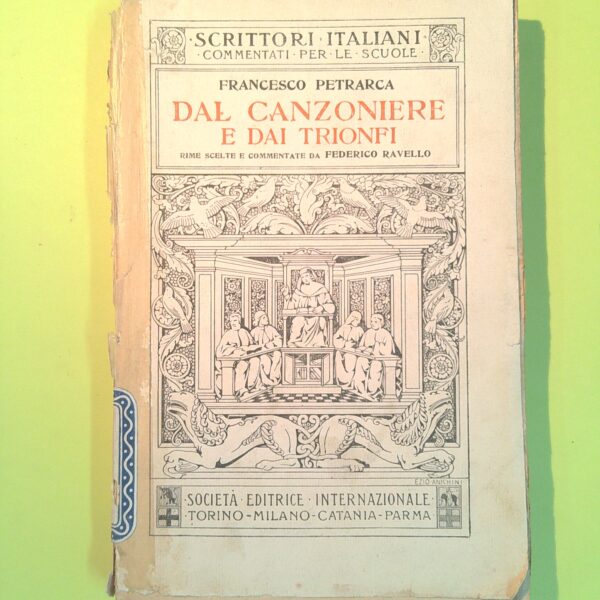 ·SCRITTORI·ITALIANI·
·COMMENTATI·PER·LE·SCUOLE·
FRANCESCO PETRARCA
DAL CANZONIERE
E DAI TRIONFI
RIME SCELTE E COMMENTATE DA FEDERICO RAVELLO
EZIO·ANICHINI
·SOCIETÀ·EDITRICE·INTERNAZIONALE·
·TORINO-MILANO-CATANIA-PARMA·